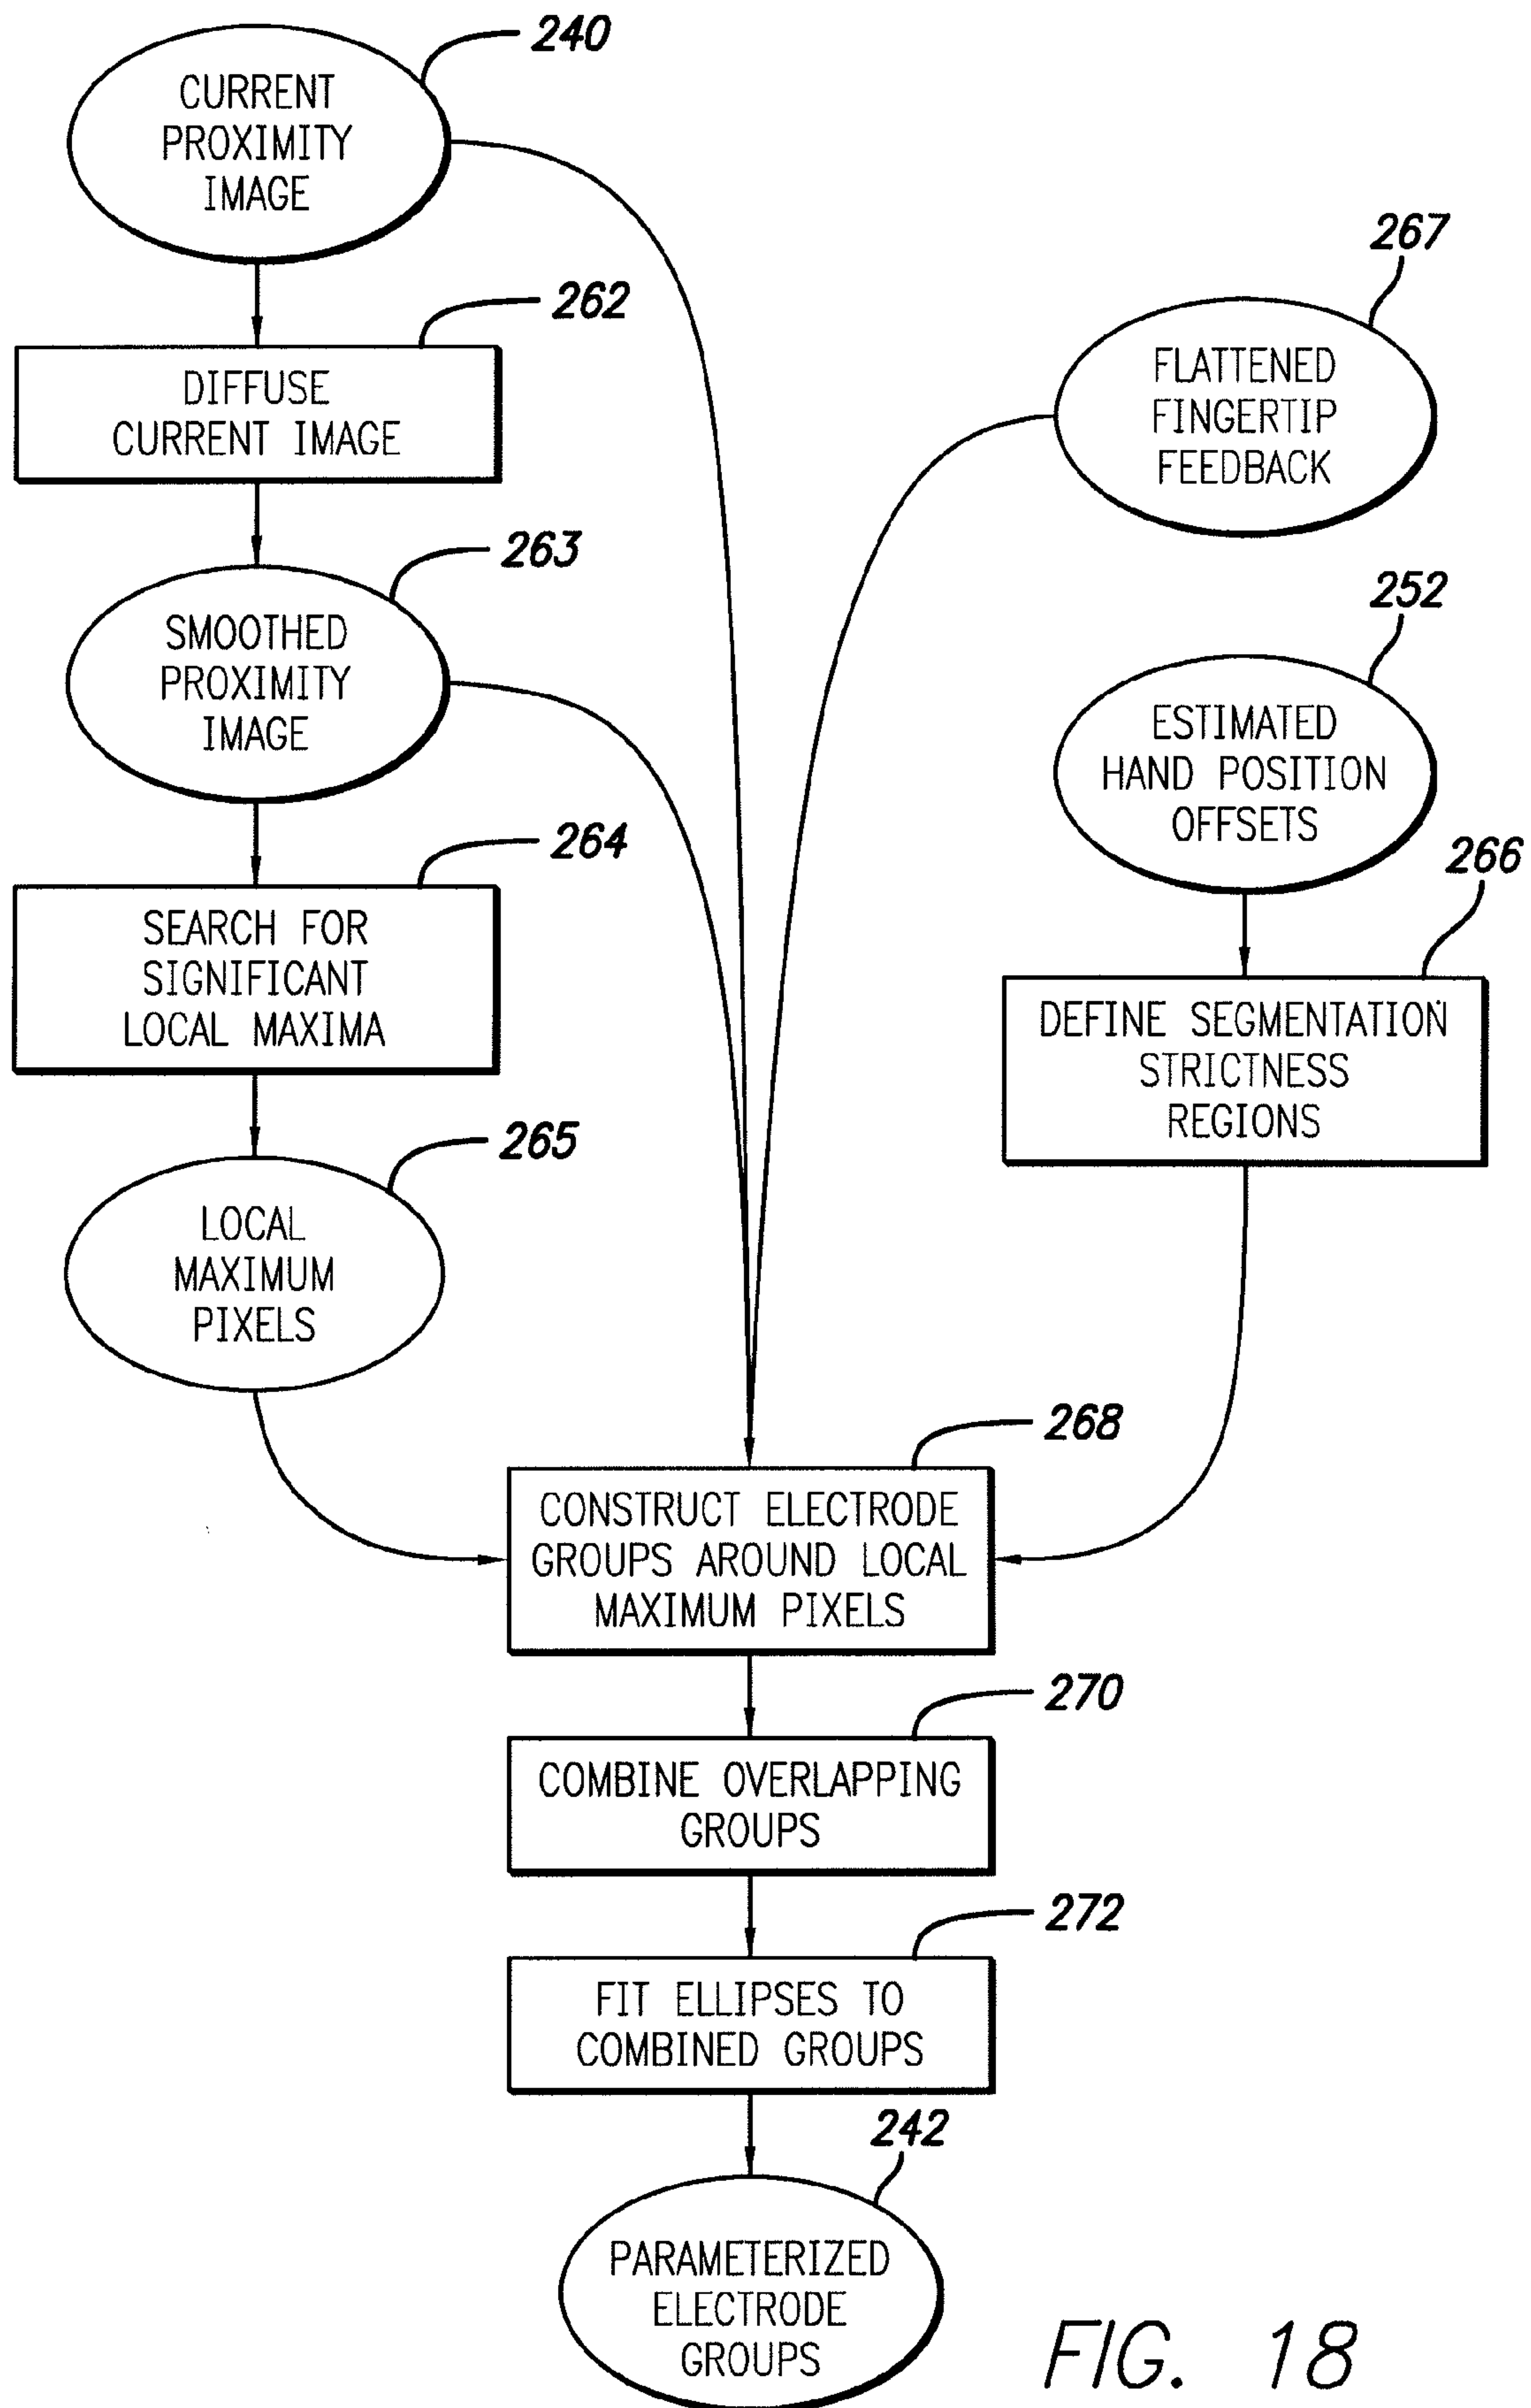 240
CURRENT
PROXIMITY
IMAGE
262
DIFFUSE
CURRENT IMAGE
263
SMOOTHED
PROXIMITY
IMAGE
264
SEARCH FOR
SIGNIFICANT
LOCAL MAXIMA
265
LOCAL
MAXIMUM
PIXELS
267
FLATTENED
FINGERTIP
FEEDBACK
252
ESTIMATED
HAND POSITION
OFFSETS
266
DEFINE SEGMENTATION
STRICTNESS
REGIONS
268
CONSTRUCT ELECTRODE
GROUPS AROUND LOCAL
MAXIMUM PIXELS
270
COMBINE OVERLAPPING
GROUPS
272
FIT ELLIPSES TO
COMBINED GROUPS
242
PARAMETERIZED
ELECTRODE
GROUPS
FIG. 18